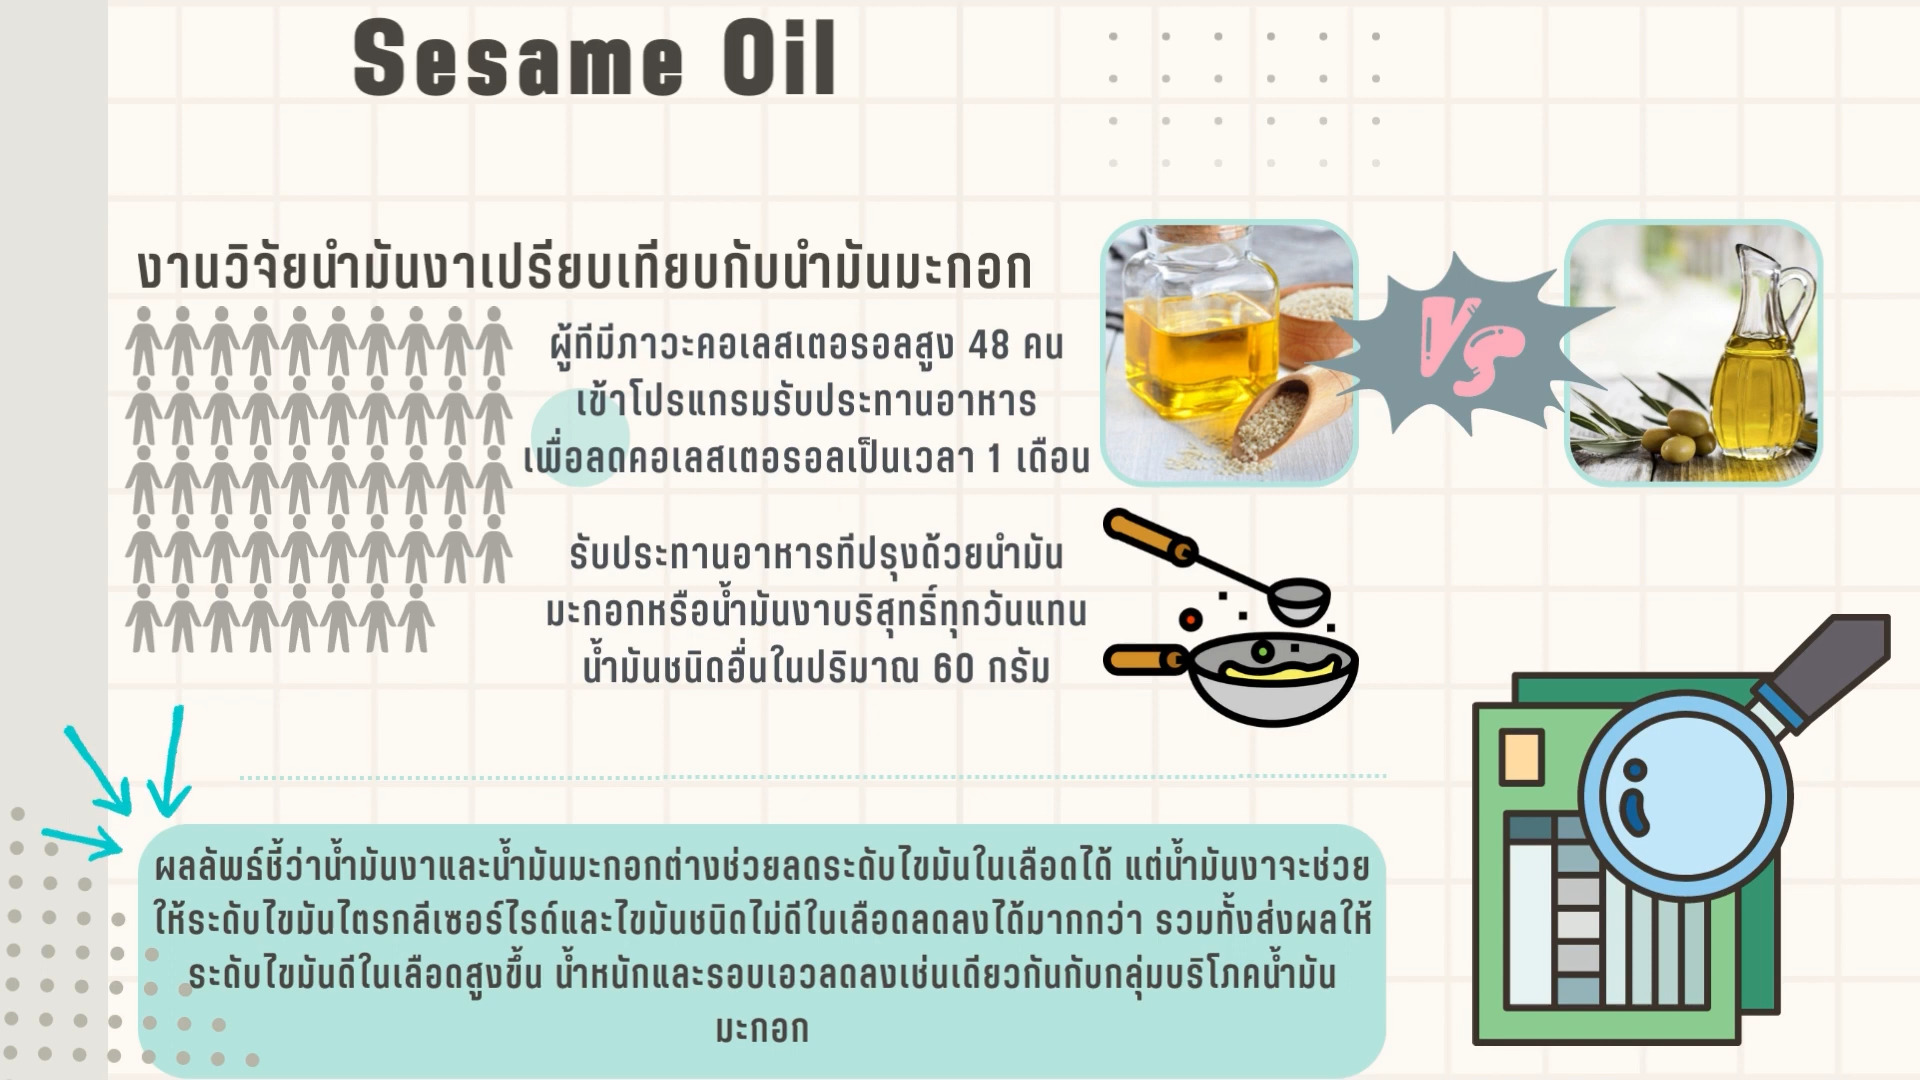 Sesame Oil
งานวิจัยน้ำมันงาเปรียบเทียบกับน้ำมันมะกอก
ผู้ที่มีภาวะคอเลสเตอรอลสูง 48 คน
เข้าโปรแกรมรับประทานอาหาร
เพื่อลดคอเลสเตอรอลเป็นเวลา 1 เดือน
VS
รับประทานอาหารที่ปรุงด้วยน้ำมัน
มะกอกหรือน้ำมันงาบริสุทธิ์ทุกวันแทน
น้ำมันชนิดอื่นในปริมาณ 60 กรัม
ผลลัพธ์ชี้ว่าน้ำมันงาและน้ำมันมะกอกต่างช่วยลดระดับไขมันในเลือดได้ แต่น้ำมันงาจะช่วย
ให้ระดับไขมันไตรกลีเซอร์ไรด์และไขมันชนิดไม่ดีในเลือดลดลงได้มากกว่า รวมทั้งส่งผลให้
ระดับไขมันดีในเลือดสูงขึ้น น้ำหนักและรอบเอวลดลงเช่นเดียวกันกับกลุ่มบริโภคน้ำมัน
มะกอก